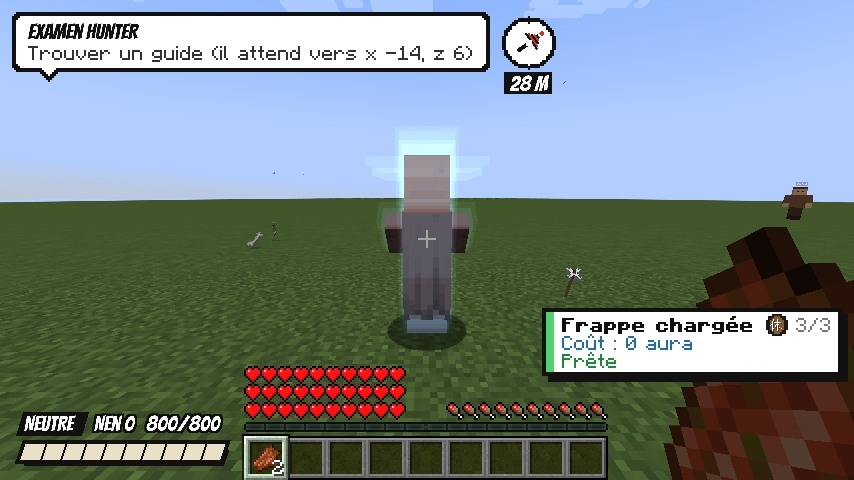 EXAMEN HUNTER
Trouver un guide (il attend vers x -14, z 6)
28 M
Frappe chargée 3/3
Coût : 0 aura
Prête
NEUTRE NEN 0 800/800
2